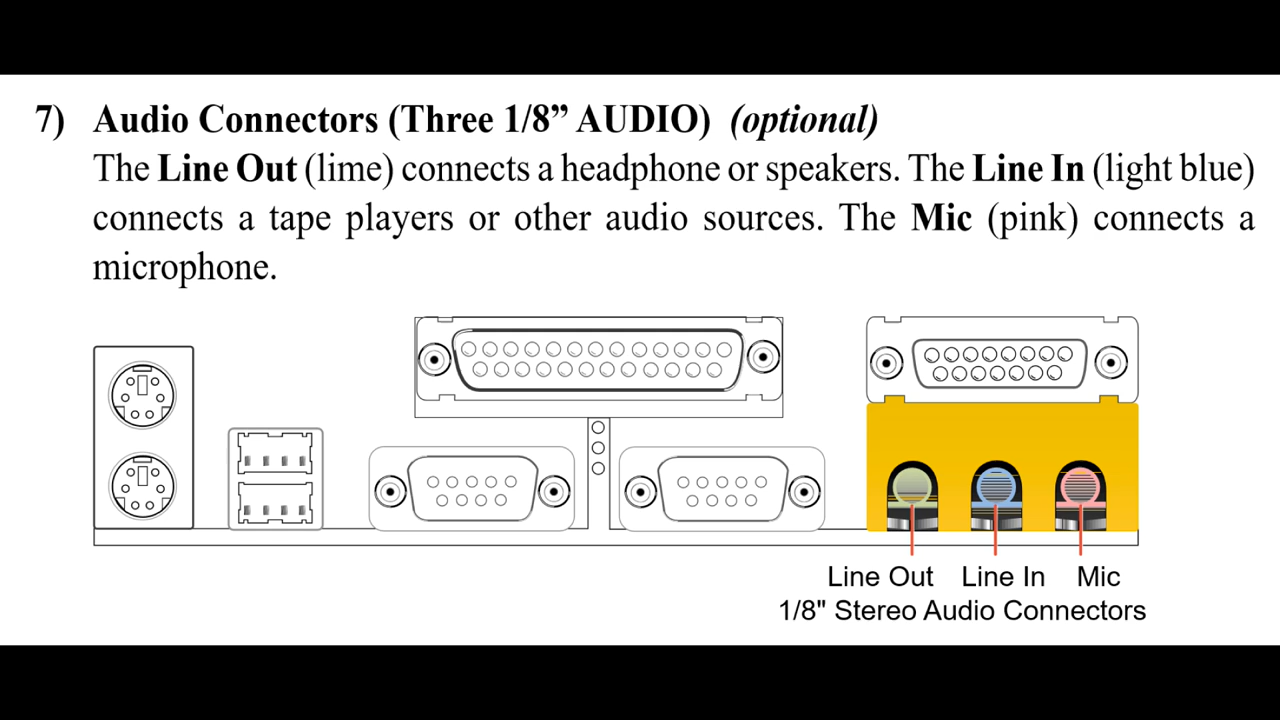 7) Audio Connectors (Three 1/8” AUDIO) (optional)
The Line Out (lime) connects a headphone or speakers. The Line In (light blue)
connects a tape players or other audio sources. The Mic (pink) connects a
microphone.
Line Out Line In Mic
1/8" Stereo Audio Connectors